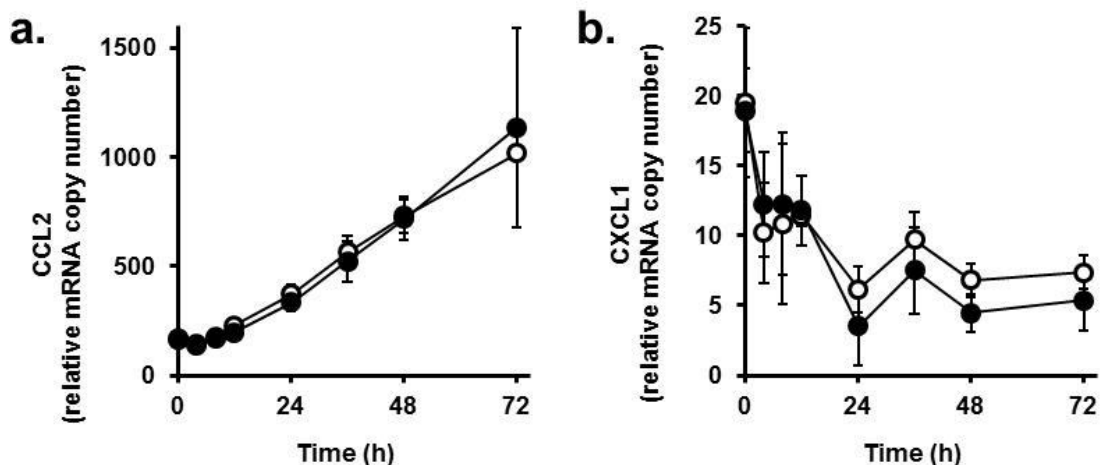 a.
CCL2
(relative mRNA copy number)
1500
1000
500
0
0 24 48 72
Time (h)
b.
CXCL1
(relative mRNA copy number)
25
20
15
10
5
0
0 24 48 72
Time (h)